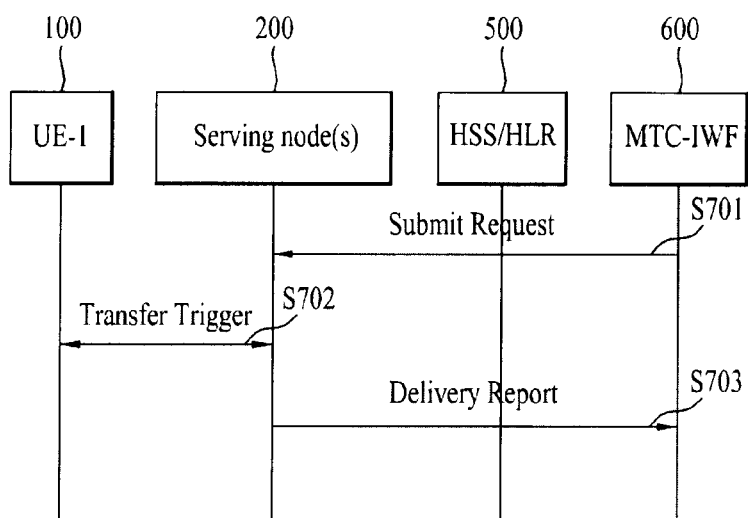 100
200
500
600
UE-1
Serving node(s)
HSS/HLR
MTC-IWF
S701
Submit Request
S702
Transfer Trigger
S703
Delivery Report